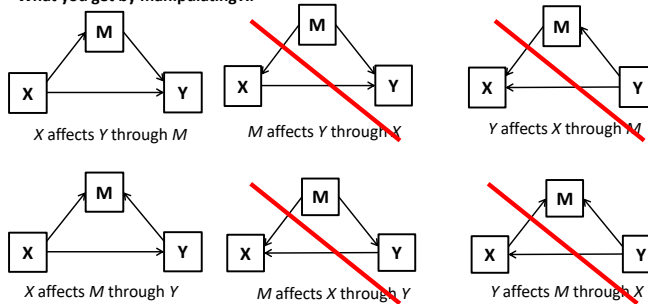 What you get by manipulating X:
M
X
Y
X affects Y through M
M
X
Y
M affects Y through X
M
X
Y
Y affects X through M
M
X
Y
X affects M through Y
M
X
Y
M affects X through Y
M
X
Y
Y affects M through X